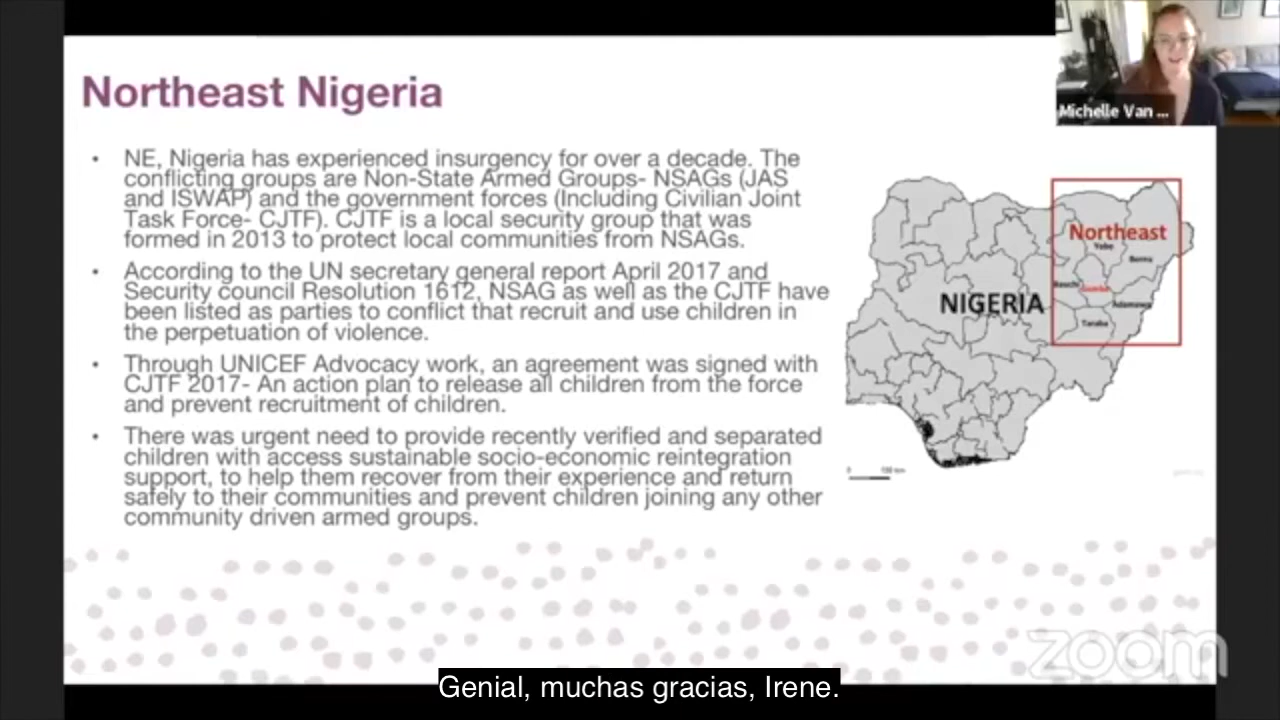 Northeast Nigeria
Michelle Van ...
• NE, Nigeria has experienced insurgency for over a decade. The
conflicting groups are Non-State Armed Groups- NSAGs (JAS
and ISWAP) and the government forces (Including Civilian Joint
Task Force- CJTF). CJTF is a local security group that was
formed in 2013 to protect local communities from NSAGs.
• According to the UN secretary general report April 2017 and
Security council Resolution 1612, NSAG as well as the CJTF have
been listed as parties to conflict that recruit and use children in
the perpetuation of violence.
• Through UNICEF Advocacy work, an agreement was signed with
CJTF 2017- An action plan to release all children from the force
and prevent recruitment of children.
• There was urgent need to provide recently verified and separated
children with access sustainable socio-economic reintegration
support, to help them recover from their experience and return
safely to their communities and prevent children joining any other
community driven armed groups.
Northeast
Yobe
Borno
Bauchi
Gombe
NIGERIA
Adamawa
Taraba
0
zoom
Genial, muchas gracias, Irene.